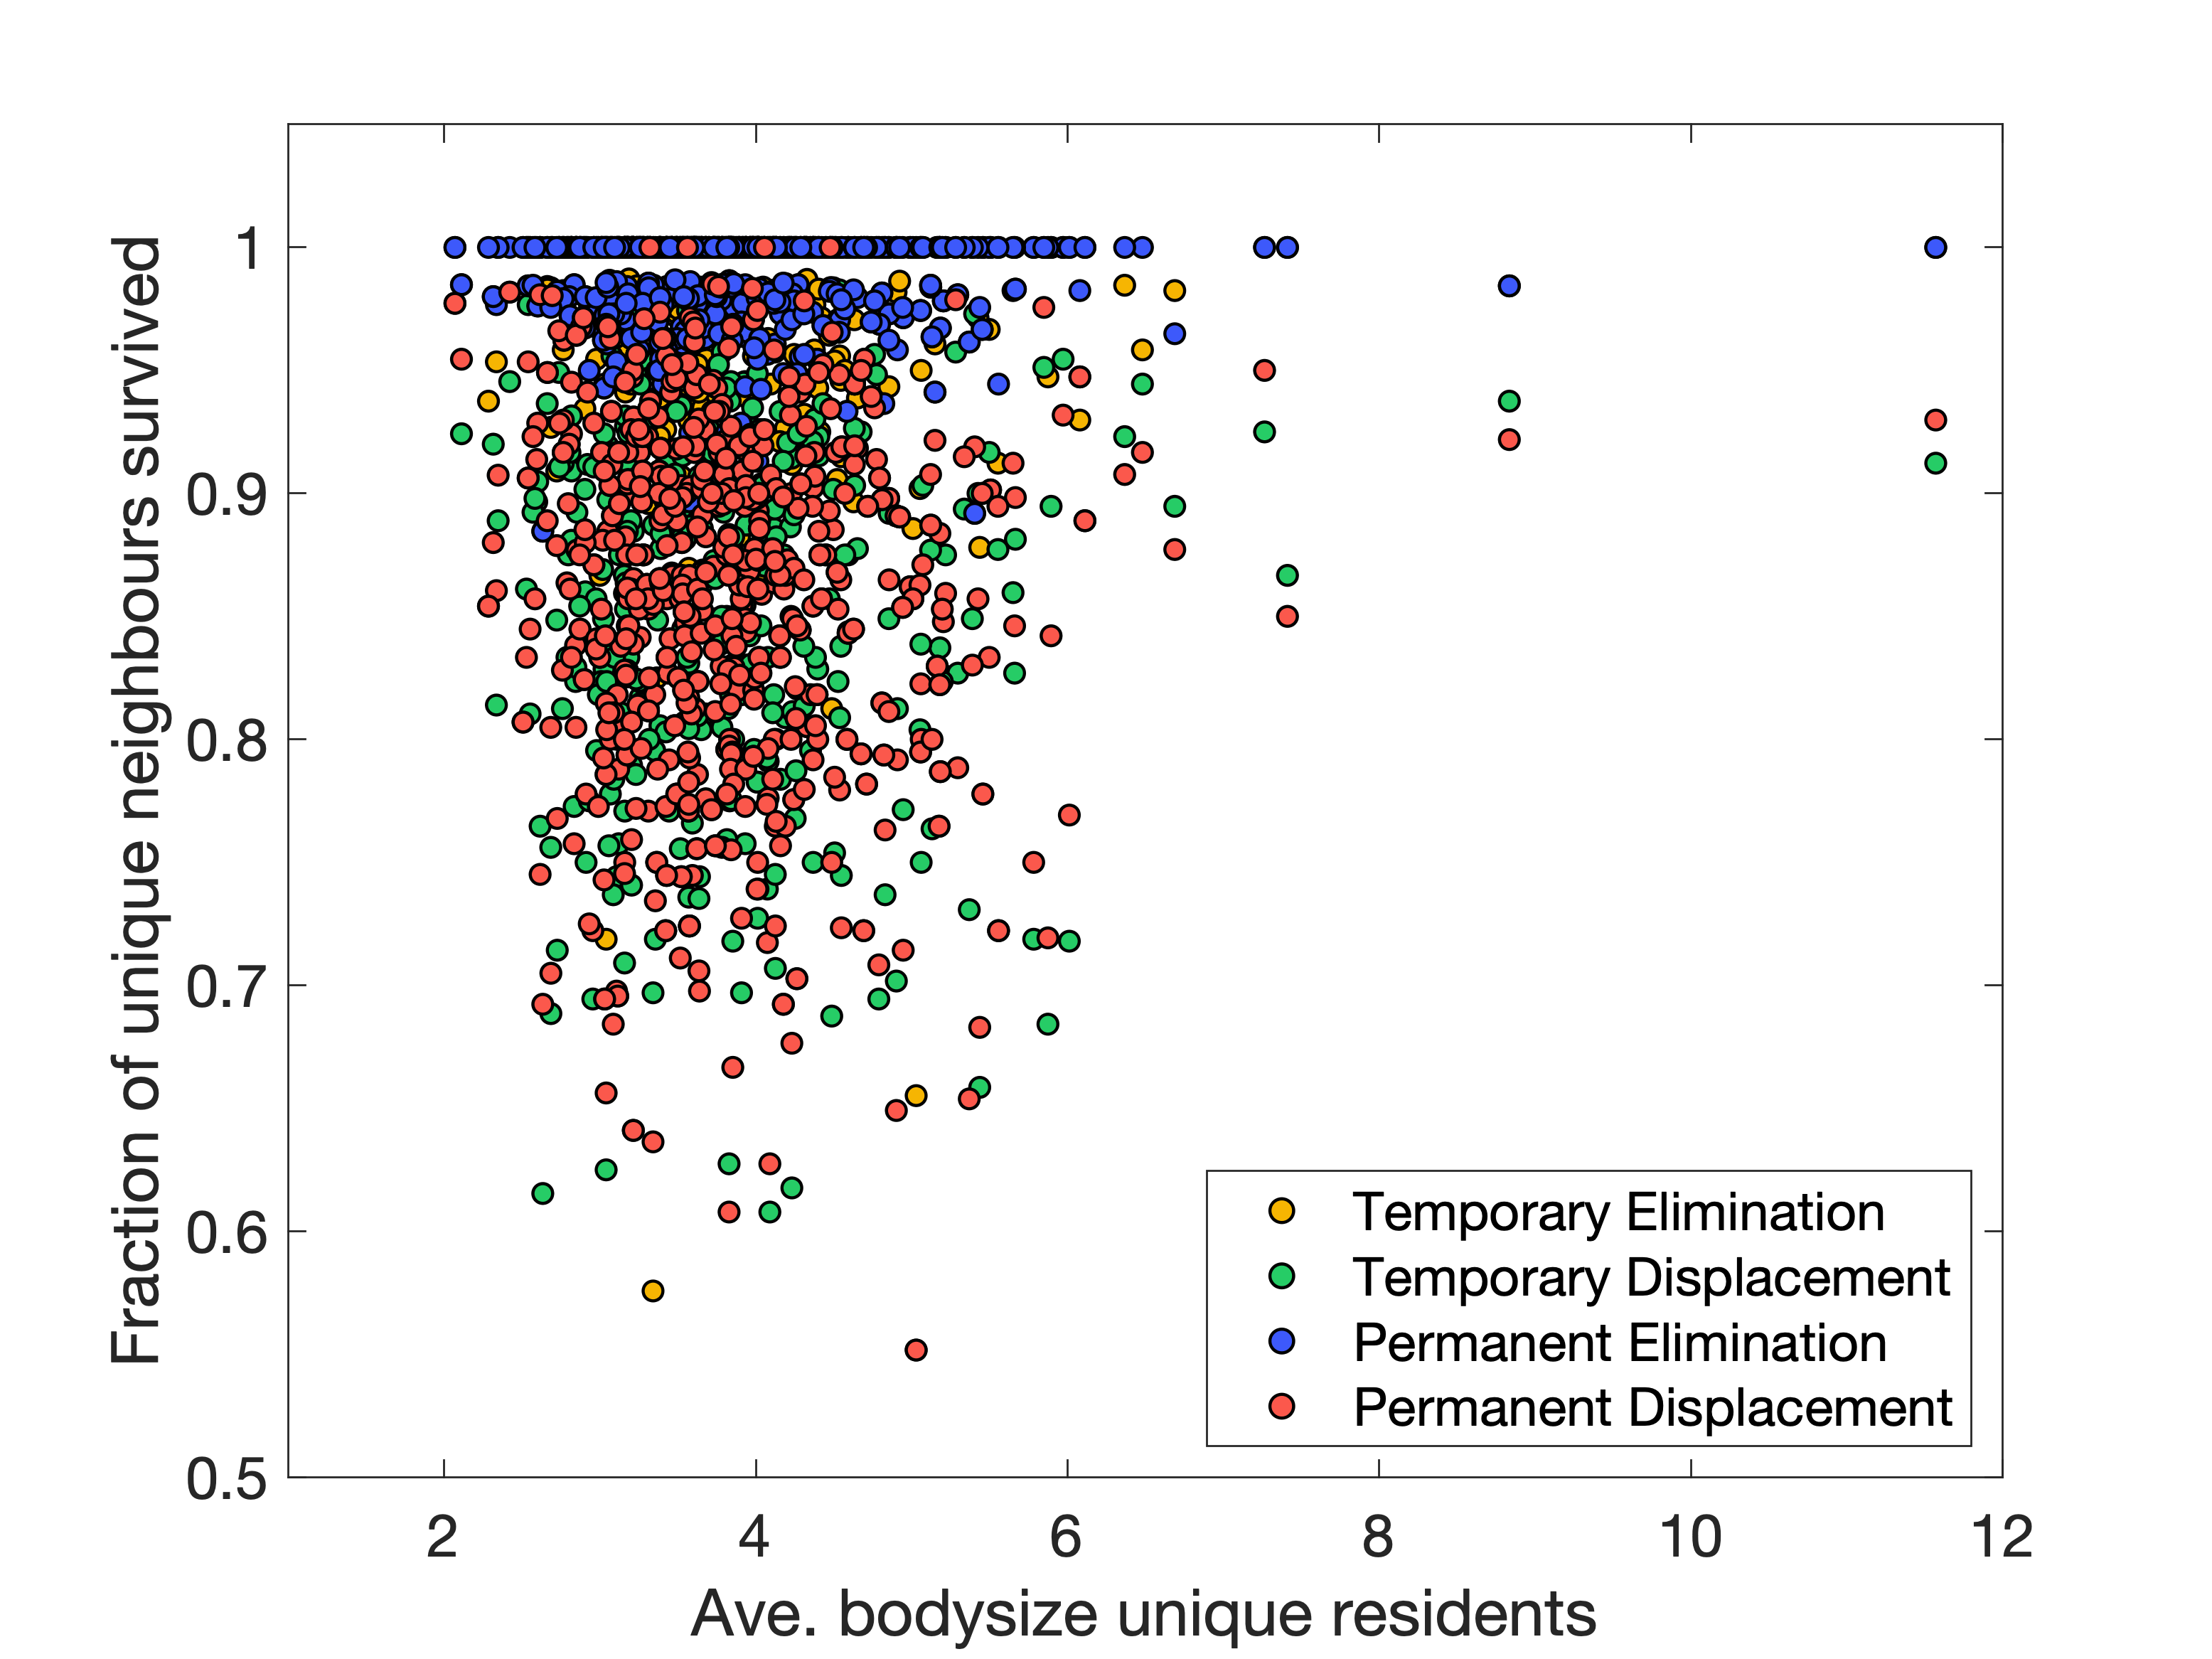 Fraction of unique neighbours survived
1
0.9
0.8
0.7
0.6
0.5
Temporary Elimination
Temporary Displacement
Permanent Elimination
Permanent Displacement
2 4 6 8 10 12
Ave. bodysize unique residents